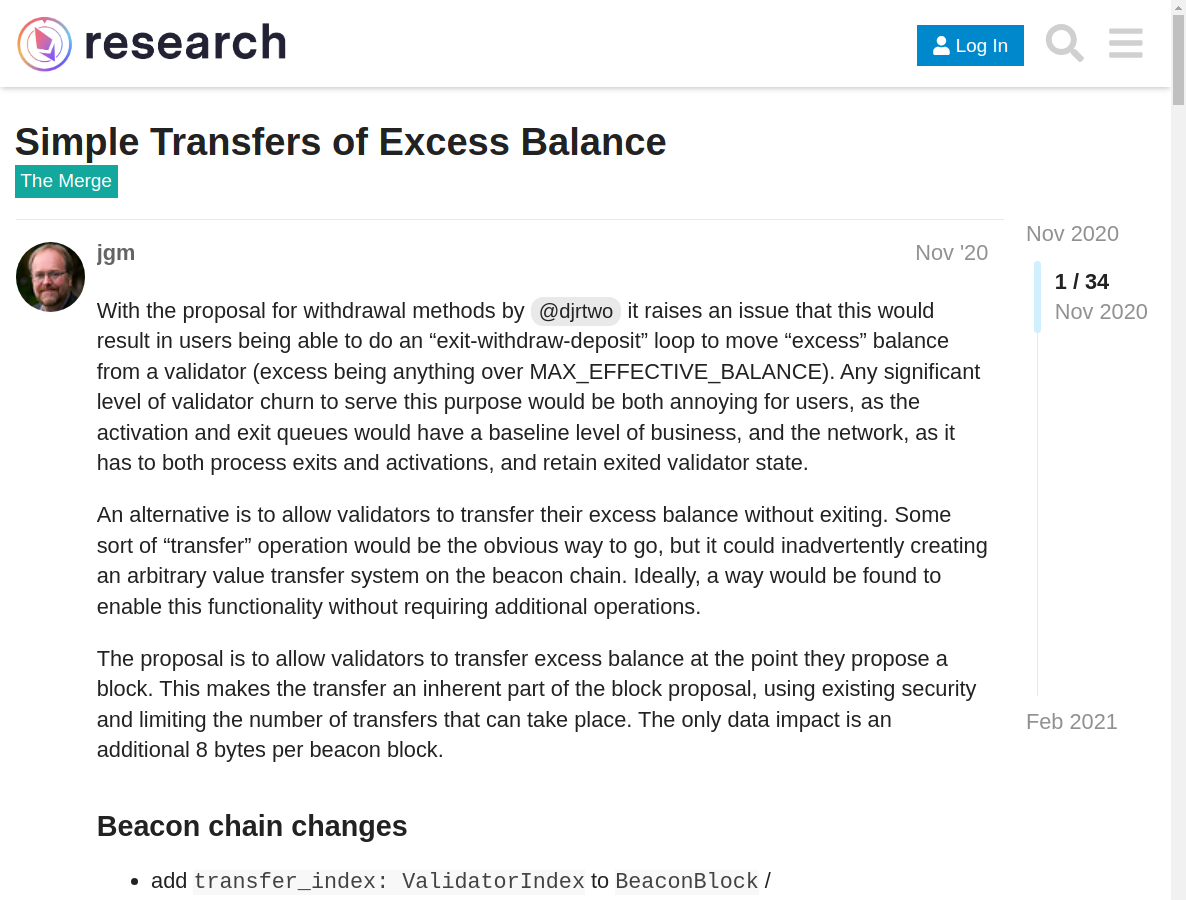 research
Log In
Simple Transfers of Excess Balance
The Merge
jgm
Nov '20
With the proposal for withdrawal methods by @djrtwo it raises an issue that this would
result in users being able to do an “exit-withdraw-deposit” loop to move “excess” balance
from a validator (excess being anything over MAX_EFFECTIVE_BALANCE). Any significant
level of validator churn to serve this purpose would be both annoying for users, as the
activation and exit queues would have a baseline level of business, and the network, as it
has to both process exits and activations, and retain exited validator state.
An alternative is to allow validators to transfer their excess balance without exiting. Some
sort of “transfer” operation would be the obvious way to go, but it could inadvertently creating
an arbitrary value transfer system on the beacon chain. Ideally, a way would be found to
enable this functionality without requiring additional operations.
The proposal is to allow validators to transfer excess balance at the point they propose a
block. This makes the transfer an inherent part of the block proposal, using existing security
and limiting the number of transfers that can take place. The only data impact is an
additional 8 bytes per beacon block.
Beacon chain changes
• add transfer_index: ValidatorIndex to BeaconBlock /
Nov 2020
1 / 34
Nov 2020
Feb 2021